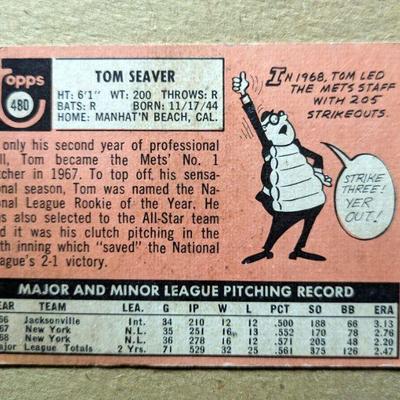 Topps
480
TOM SEAVER
HT: 6'1" WT: 200 THROWS: R
BATS: R BORN: 11/17/44
HOME: MANHAT'N BEACH, CAL.
IN 1968, TOM LED
THE METS STAFF
WITH 205
STRIKEOUTS.
STRIKE
THREE!
YER
OUT!
only his second year of professional
ll, Tom became the Mets' No. 1
tcher in 1967. To top off, his sensa-
ional season, Tom was named the Na-
nal League Rookie of the Year. He
as also selected to the All-Star team
d it was his clutch pitching in the
th inning which "saved" the National
ague's 2-1 victory.
MAJOR AND MINOR LEAGUE PITCHING RECORD
EAR TEAM LEA. G IP W L PCT SO BB ERA
66 Jacksonville Int. 34 210 12 12 .500 188 66 3.13
67 New York N.L. 35 251 16 13 .552 170 78 2.76
68 New York N.L. 36 278 16 12 .571 205 48 2.20
Major League Totals 2 Yrs. 71 529 32 25 .561 375 126 2.47